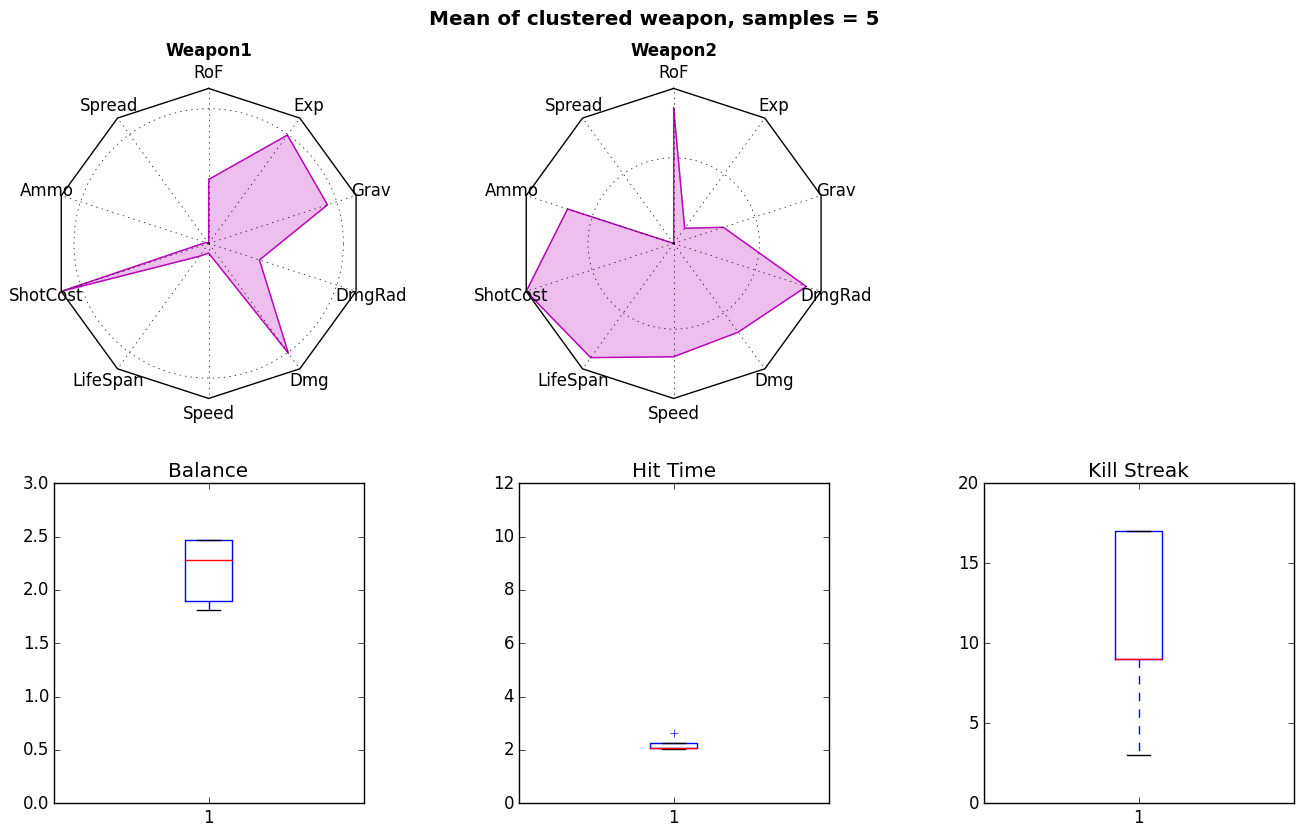 Mean of clustered weapon, samples = 5
Weapon1
RoF
Spread
Exp
Ammo
Grav
ShotCost
DmgRad
LifeSpan
Dmg
Speed
Weapon2
RoF
Spread
Exp
Ammo
Grav
ShotCost
DmgRad
LifeSpan
Dmg
Speed
Balance
3.0
2.5
2.0
1.5
1.0
0.5
0.0
1
Hit Time
12
10
8
6
4
2
0
1
Kill Streak
20
15
10
5
0
1